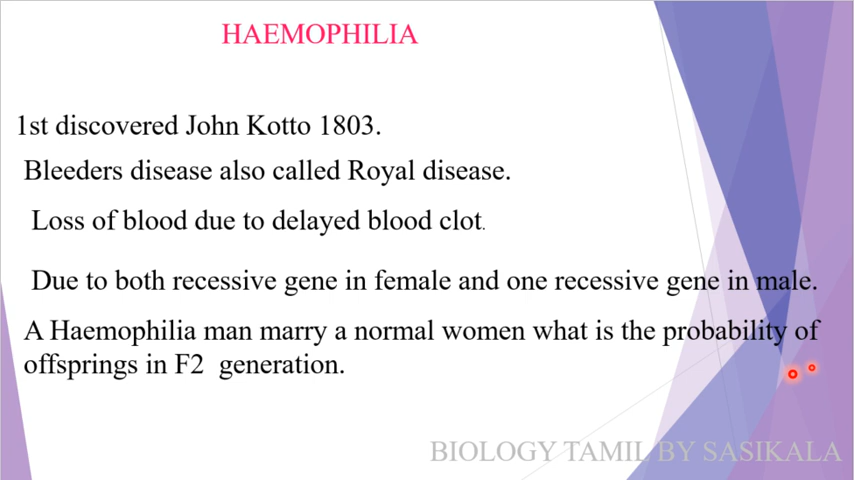 HAEMOPHILIA
1st discovered John Kotto 1803.
Bleeders disease also called Royal disease.
Loss of blood due to delayed blood clot.
Due to both recessive gene in female and one recessive gene in male.
A Haemophilia man marry a normal women what is the probability of
offsprings in F2 generation.
BIOLOGY TAMIL BY SASIKALA